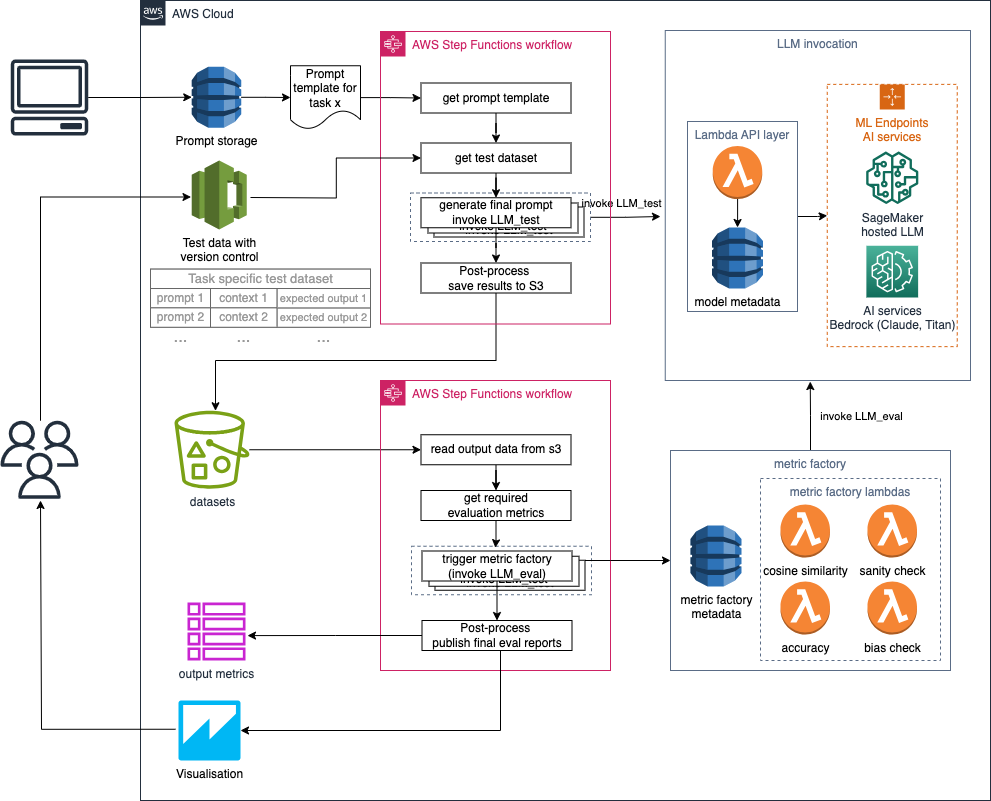 aws
AWS Cloud
AWS Step Functions workflow
LLM invocation
Prompt
template for
task x
get prompt template
Prompt storage
get test dataset
Test data with
version control
generate final prompt
invoke LLM_test
invoke LLM_test
invoke LLM_test
Post-process
save results to S3
Task specific test dataset
prompt 1 context 1 expected output 1
prompt 2 context 2 expected output 2
... ... ...
Lambda API layer
model metadata
ML Endpoints
AI services
SageMaker
hosted LLM
AI services
Bedrock (Claude, Titan)
AWS Step Functions workflow
invoke LLM_eval
datasets
read output data from s3
get required
evaluation metrics
trigger metric factory
(invoke LLM_eval)
invoke LLM_test
Post-process
publish final eval reports
metric factory
metric factory lambdas
cosine similarity
sanity check
accuracy
bias check
metric factory
metadata
output metrics
Visualisation